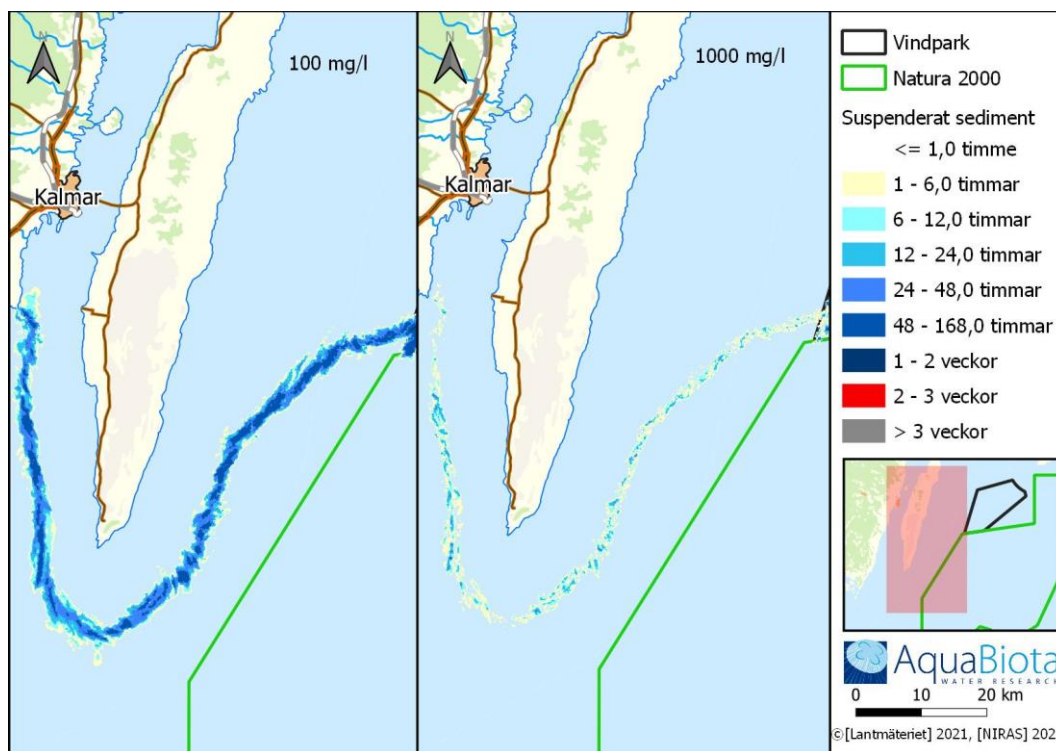 N
100 mg/l
Kalmar
N
1000 mg/l
Kalmar
Vindpark
Natura 2000
Suspenderat sediment
<= 1,0 timme
1 - 6,0 timmar
6 - 12,0 timmar
12 - 24,0 timmar
24 - 48,0 timmar
48 - 168,0 timmar
1 - 2 veckor
2 - 3 veckor
> 3 veckor
AquaBiota
WATER RESEARCH
0 10 20 km
©[Lantmäteriet] 2021, [NIRAS] 202